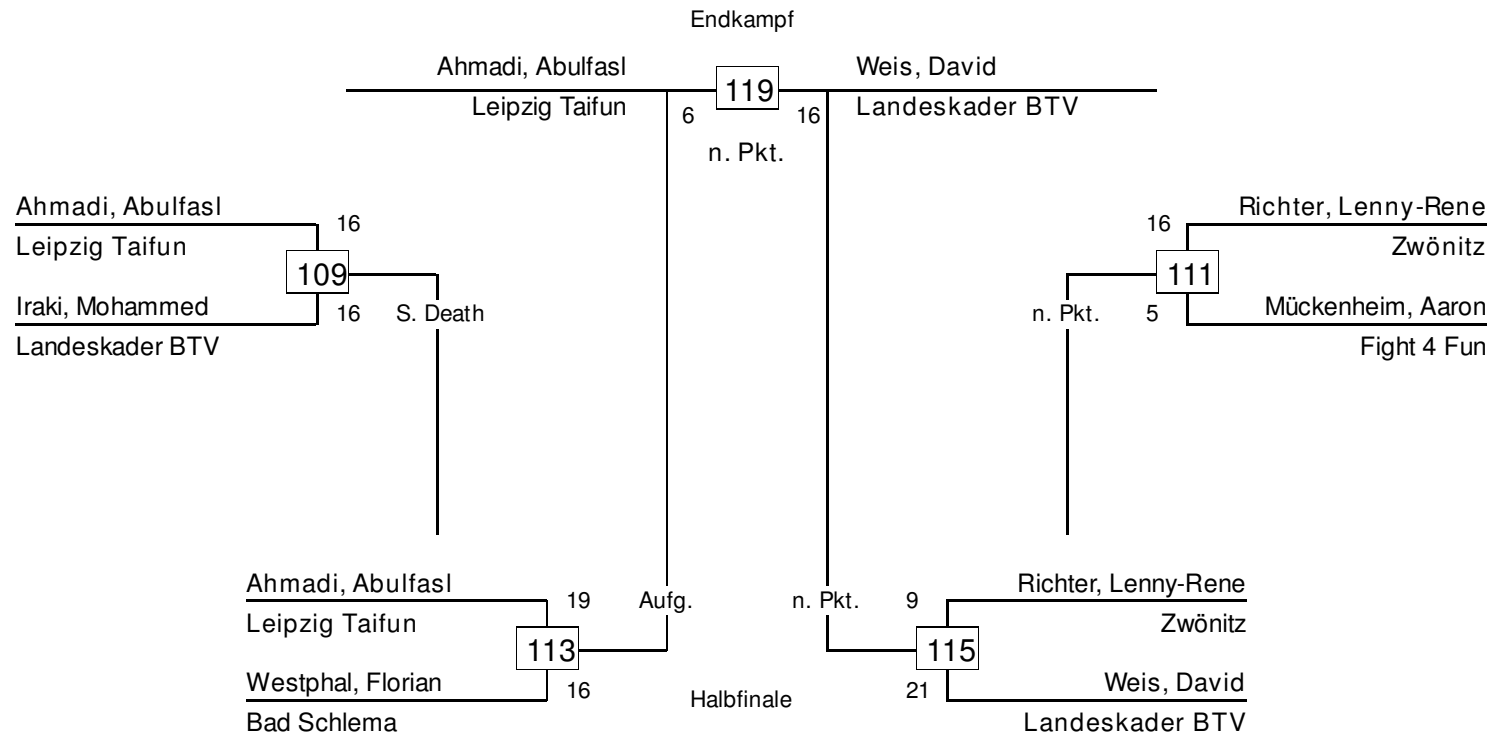 Endkampf
Ahmadi, Abulfasl
Weis, David
119
Leipzig Taifun
6
16
Landeskader BTV
n. Pkt.
Ahmadi, Abulfasl
16
Leipzig Taifun
109
Iraki, Mohammed
16
S. Death
Landeskader BTV
16
Richter, Lenny-Rene
Zwönitz
111
n. Pkt.
5
Mückenheim, Aaron
Fight 4 Fun
Ahmadi, Abulfasl
19
Aufg.
Leipzig Taifun
113
Westphal, Florian
16
Bad Schlema
Halbfinale
n. Pkt.
9
Richter, Lenny-Rene
Zwönitz
115
21
Weis, David
Landeskader BTV